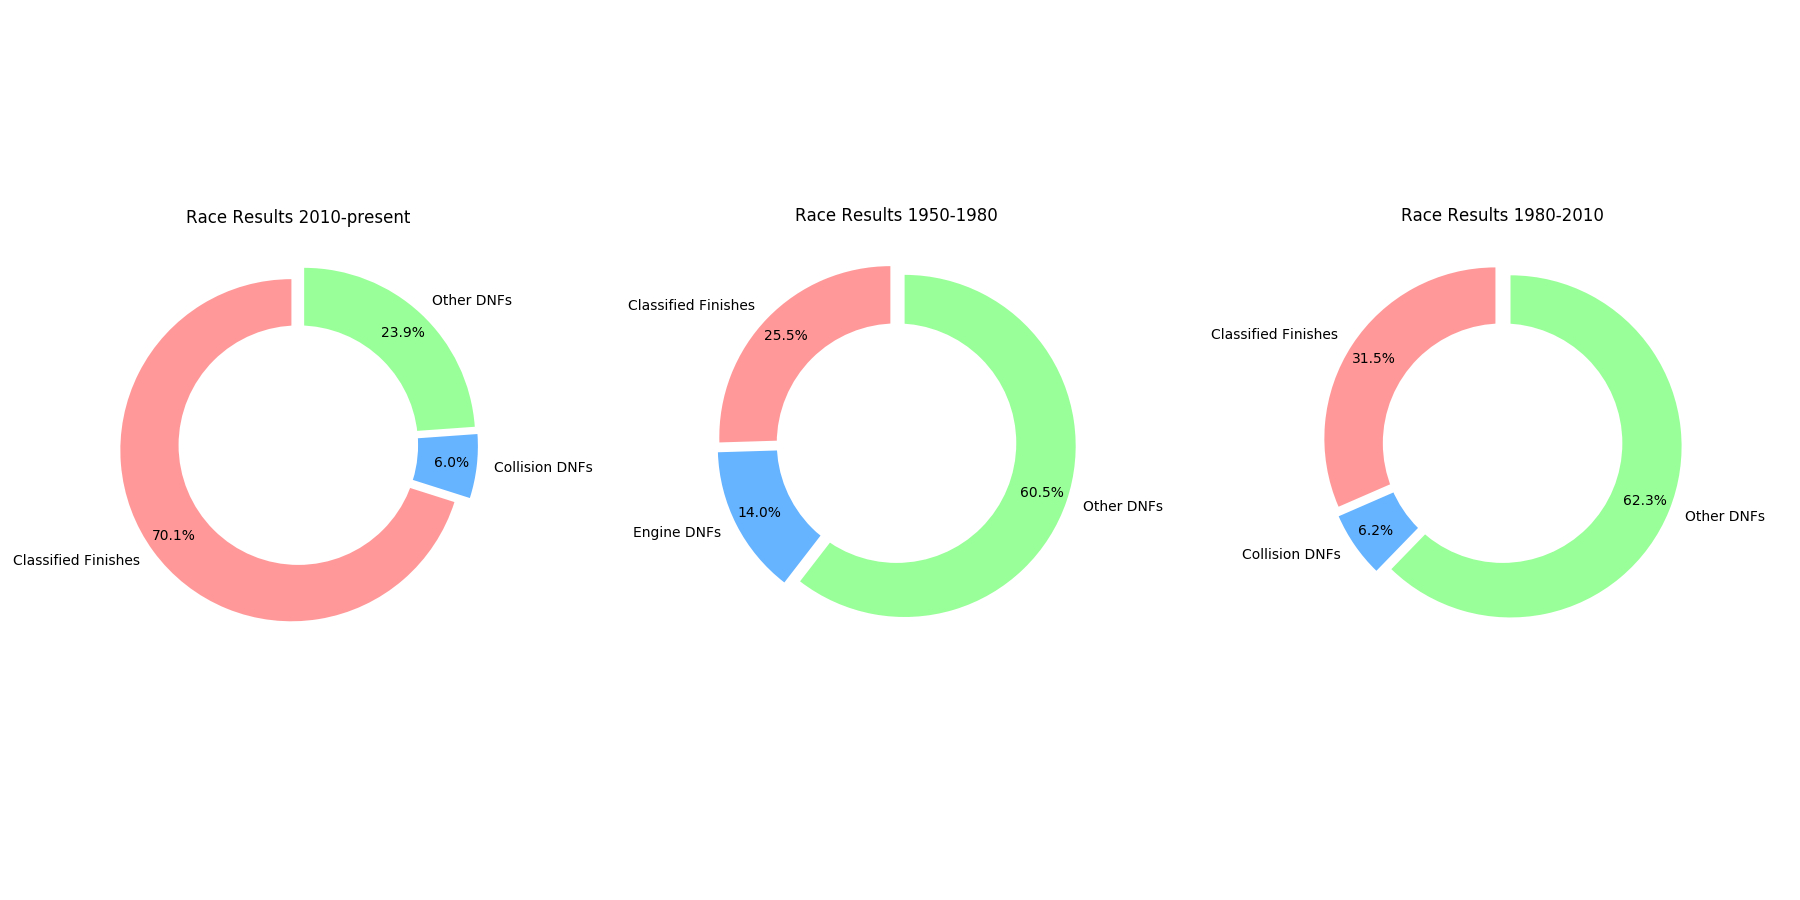 Race Results 2010-present
Other DNFs
23.9%
6.0%
Collision DNFs
70.1%
Classified Finishes
Race Results 1950-1980
Classified Finishes
25.5%
60.5%
Other DNFs
14.0%
Engine DNFs
Race Results 1980-2010
Classified Finishes
31.5%
62.3%
Other DNFs
6.2%
Collision DNFs